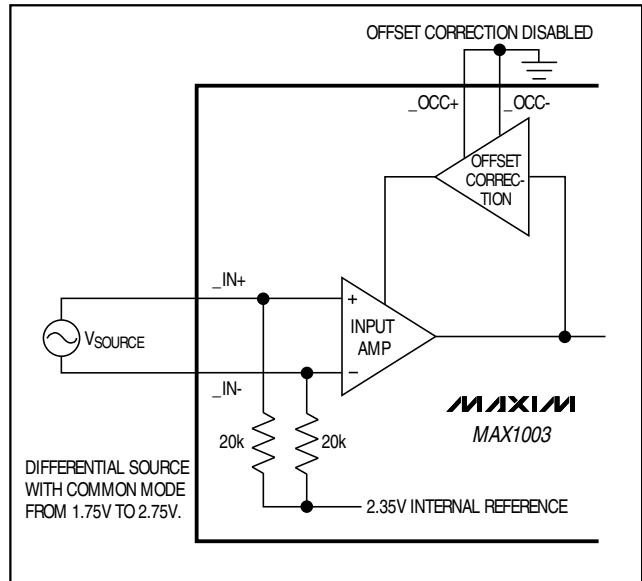 OFFSET CORRECTION DISABLED
_OCC+
_OCC-
OFFSET
CORREC-
TION
_IN+
+
INPUT
AMP
VSOURCE
−
_IN-
MAXIM
MAX1003
20k
20k
DIFFERENTIAL SOURCE
WITH COMMON MODE
FROM 1.75V TO 2.75V.
2.35V INTERNAL REFERENCE